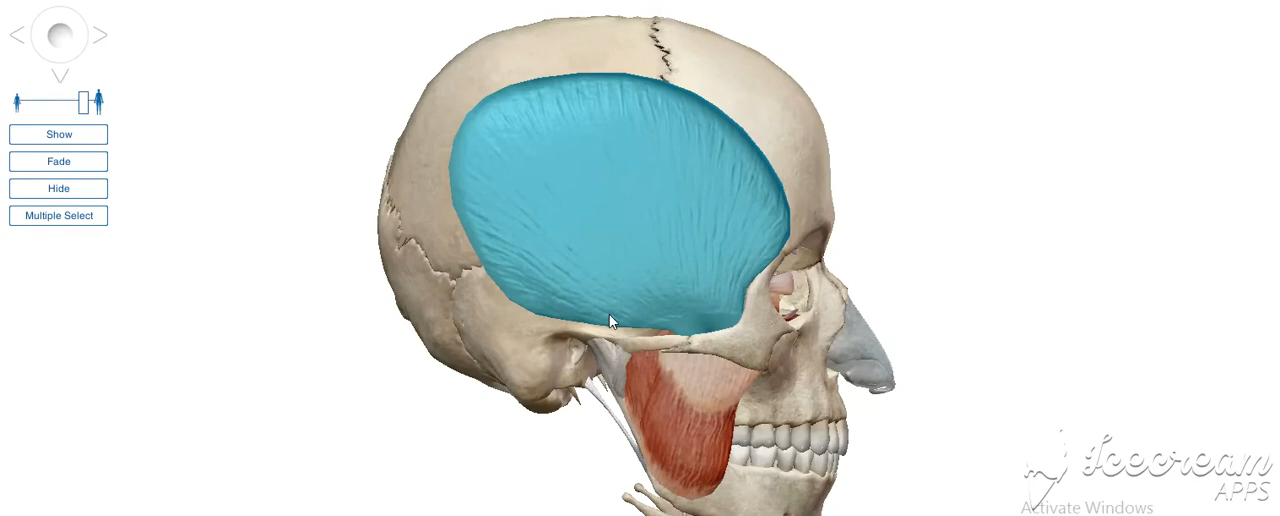 Show
Fade
Hide
Multiple Select
Icecream
APPS
Activate Windows